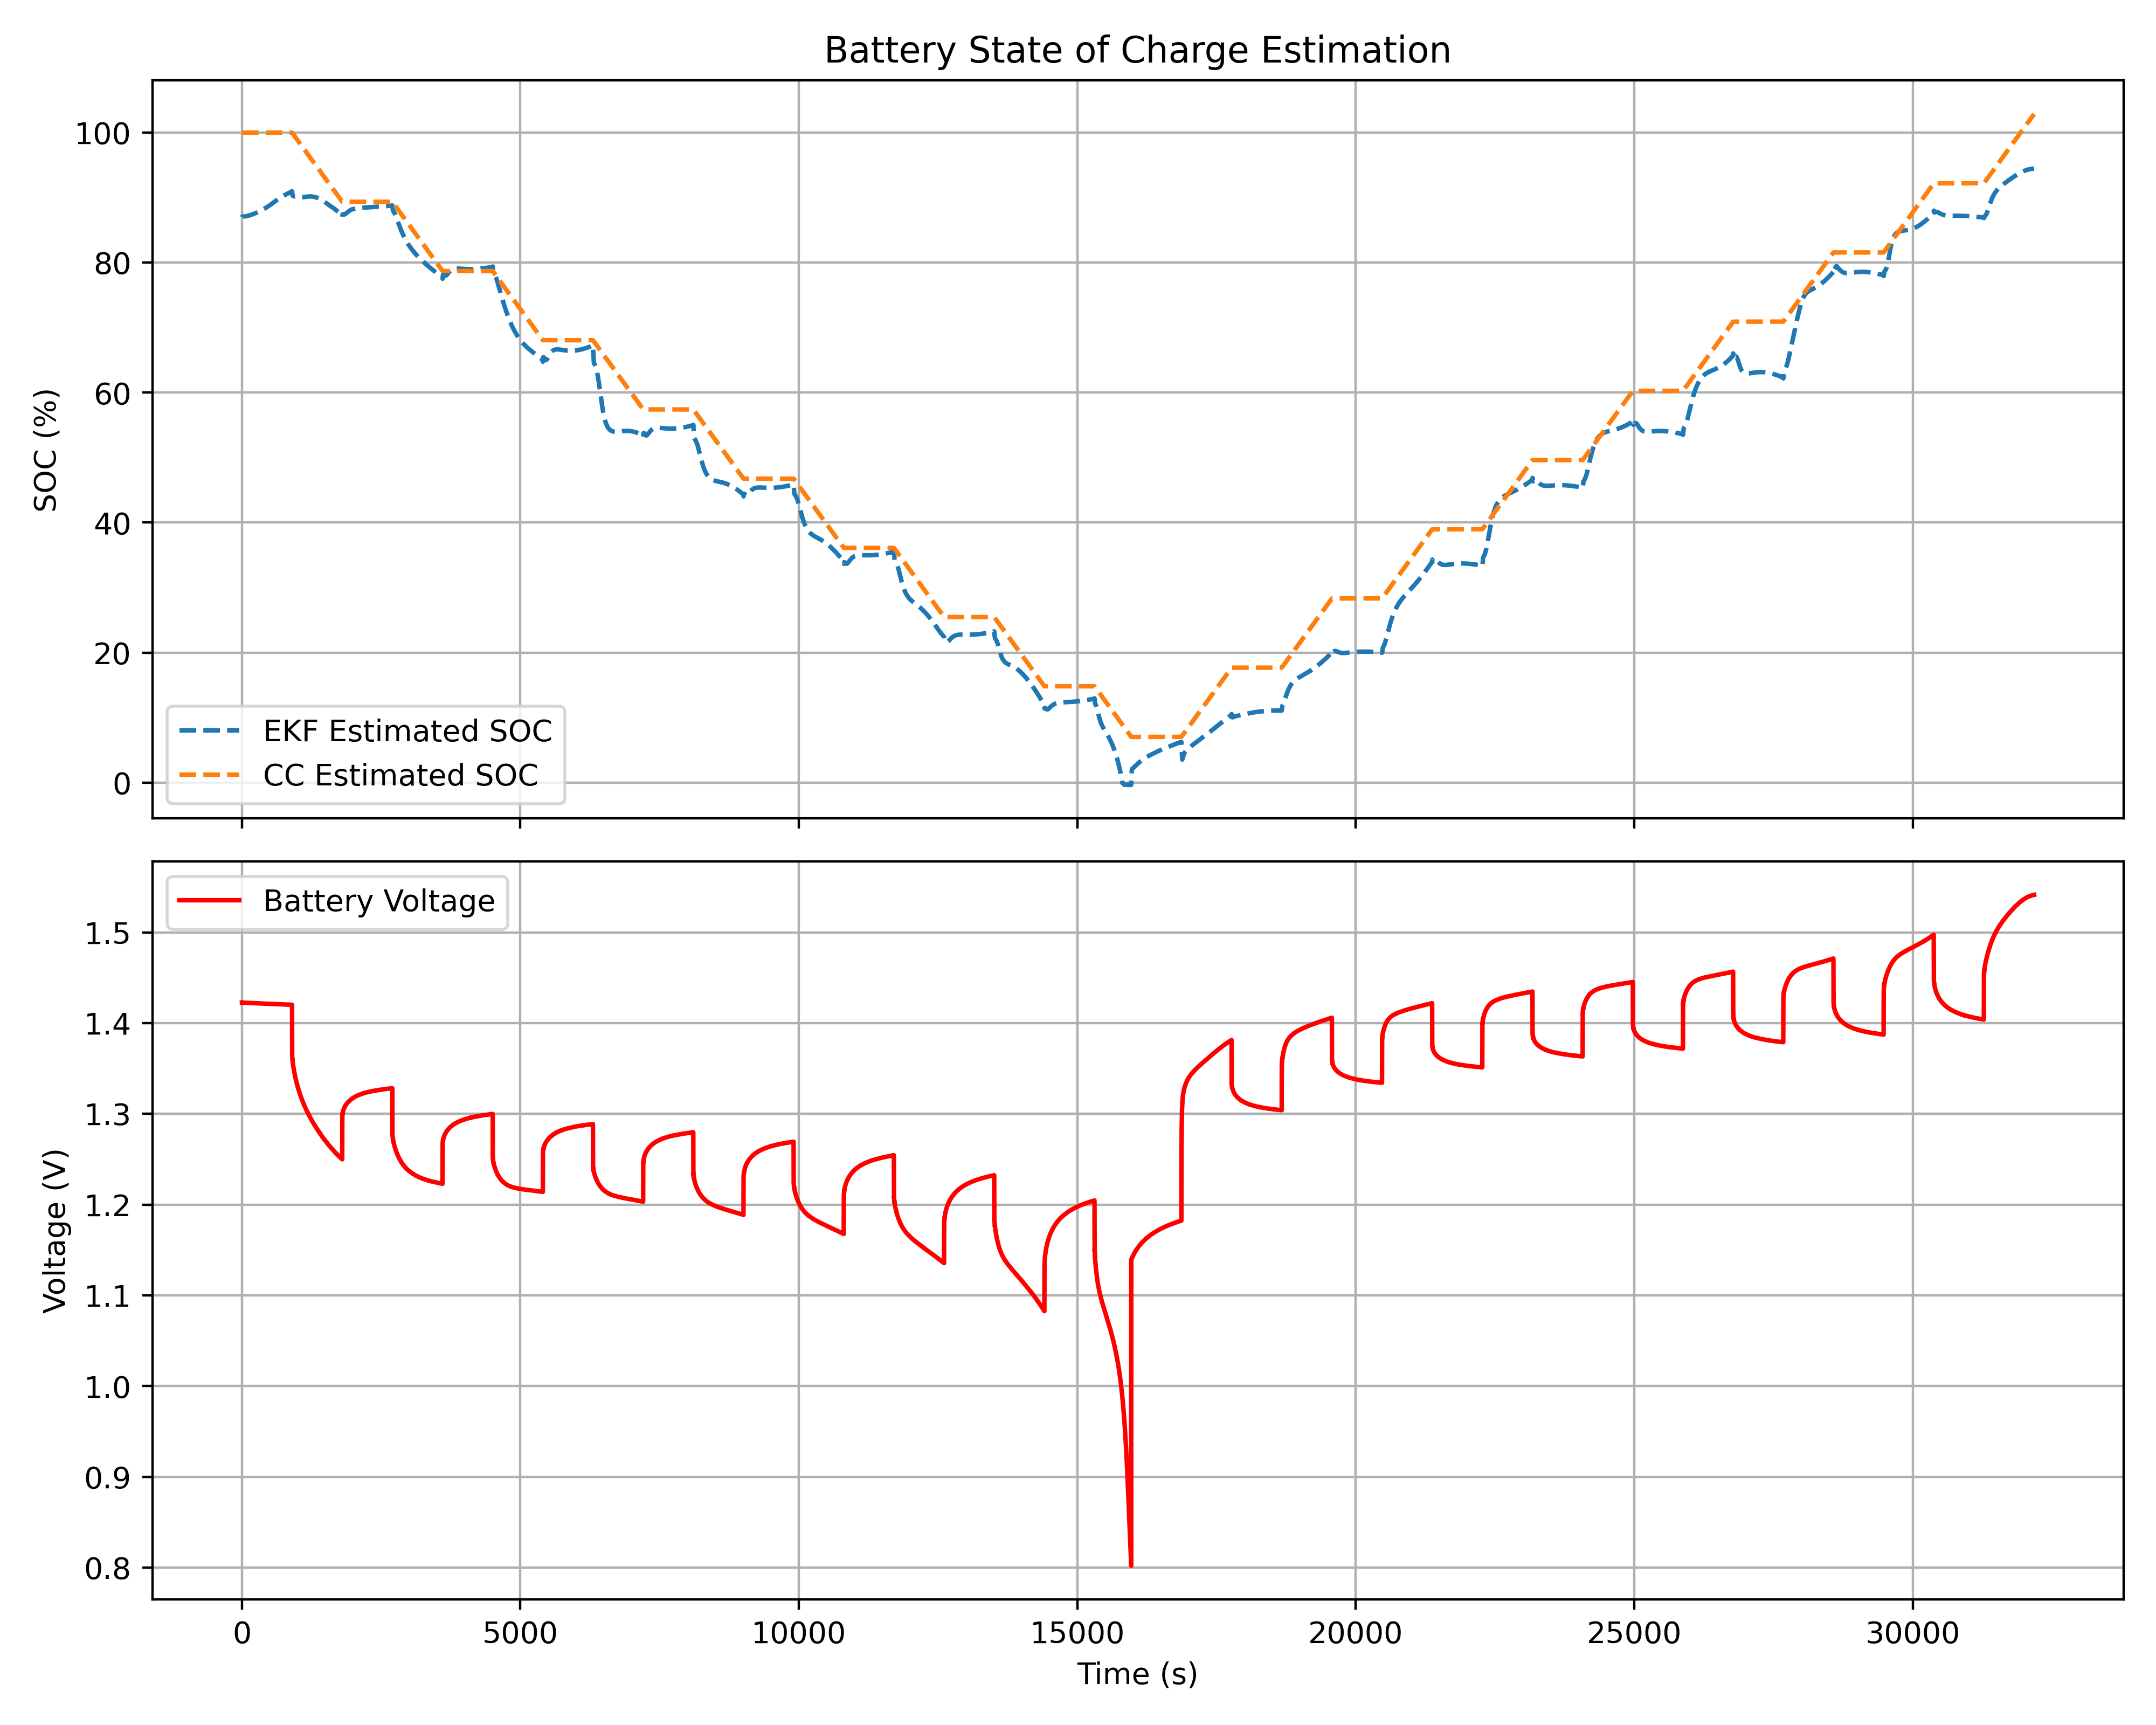 Battery State of Charge Estimation
100
80
60
40
20
0
SOC (%)
EKF Estimated SOC
CC Estimated SOC
Battery Voltage
1.5
1.4
1.3
1.2
1.1
1.0
0.9
0.8
Voltage (V)
0 5000 10000 15000 20000 25000 30000
Time (s)